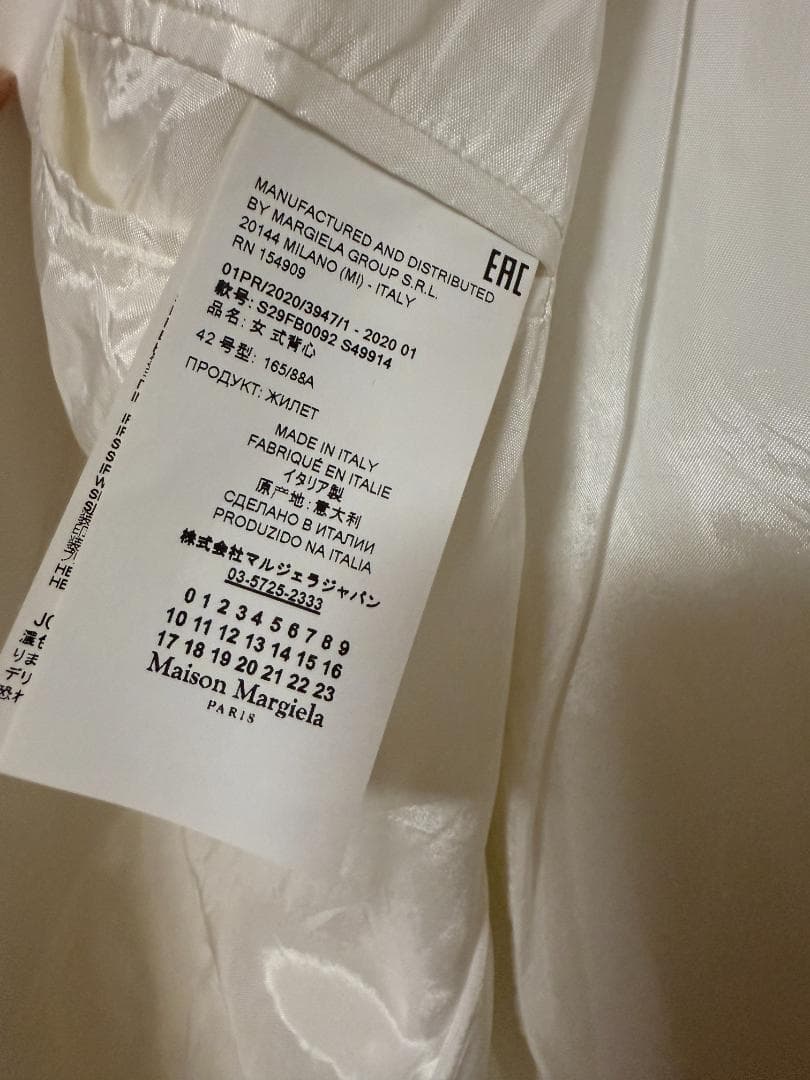 MANUFACTURED AND DISTRIBUTED
BY MARGIELA GROUP S.R.L.
20144 MILANO (MI) - ITALY
RN 154909
EAC
01PR/2020/3947/1 - 2020 01
款号: S29FB0092 S49914
品名: 女 式背心
42 号型: 165/88A
ПРОДУКТ: ЖИЛЕТ
MADE IN ITALY
FABRIQUÉ EN ITALIE
イタリア製
原产地: 意大利
СДЕЛАНО В ИТАЛИИ
PRODUZIDO NA ITALIA
株式会社マルジェラジャパン
03-5725-2333
0 1 2 3 4 5 6 7 8 9
10 11 12 13 14 15 16
17 18 19 20 21 22 23
Maison Margiela
PARIS
りま
デリ